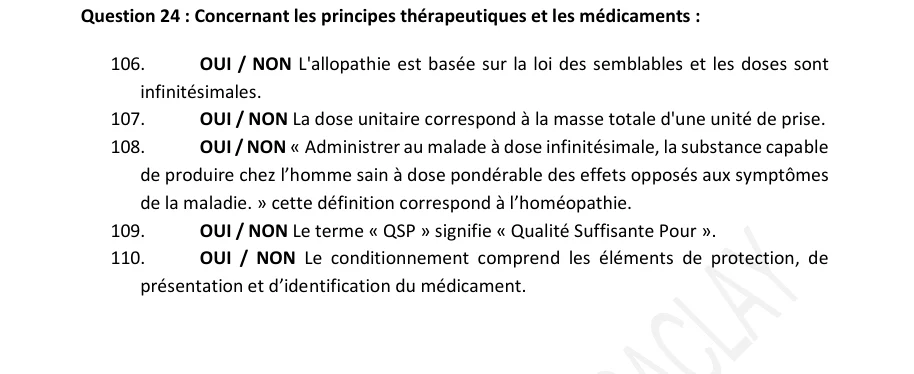 Question 24 : Concernant les principes thérapeutiques et les médicaments :
106. OUI / NON L'allopathie est basée sur la loi des semblables et les doses sont
infinitésimales.
107. OUI / NON La dose unitaire correspond à la masse totale d'une unité de prise.
108. OUI / NON « Administrer au malade à dose infinitésimale, la substance capable
de produire chez l’homme sain à dose pondérable des effets opposés aux symptômes
de la maladie. » cette définition correspond à l’homéopathie.
109. OUI / NON Le terme « QSP » signifie « Qualité Suffisante Pour ».
110. OUI / NON Le conditionnement comprend les éléments de protection, de
présentation et d’identification du médicament.
ACLAY